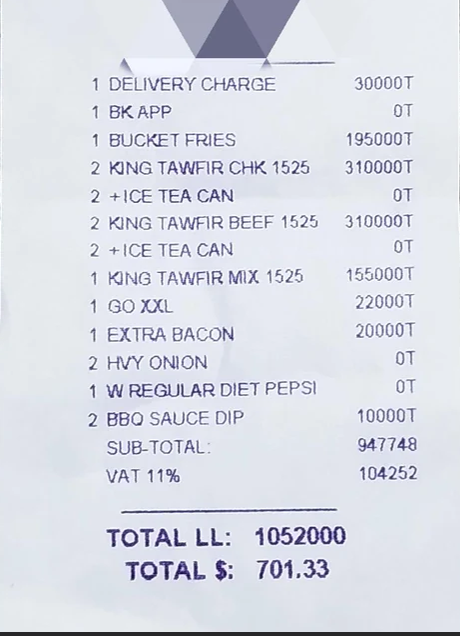 1 DELIVERY CHARGE 30000T
1 BK APP 0T
1 BUCKET FRIES 195000T
2 KING TAWFIR CHK 1525 310000T
2 +ICE TEA CAN 0T
2 KING TAWFIR BEEF 1525 310000T
2 +ICE TEA CAN 0T
1 KING TAWFIR MIX 1525 155000T
1 GO XXL 22000T
1 EXTRA BACON 20000T
2 HVY ONION 0T
1 W REGULAR DIET PEPSI 0T
2 BBQ SAUCE DIP 10000T
SUB-TOTAL: 947748
VAT 11% 104252
TOTAL LL: 1052000
TOTAL $: 701.33